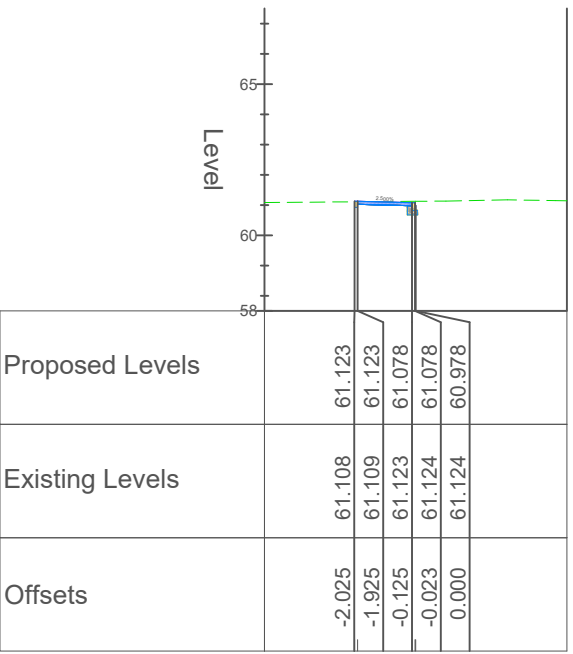 65
Level
2.500%
60
58
Proposed Levels 61.123 61.123 61.078 61.078 60.978
Existing Levels 61.108 61.109 61.123 61.124 61.124
Offsets -2.025 -1.925 -0.125 -0.023 0.000